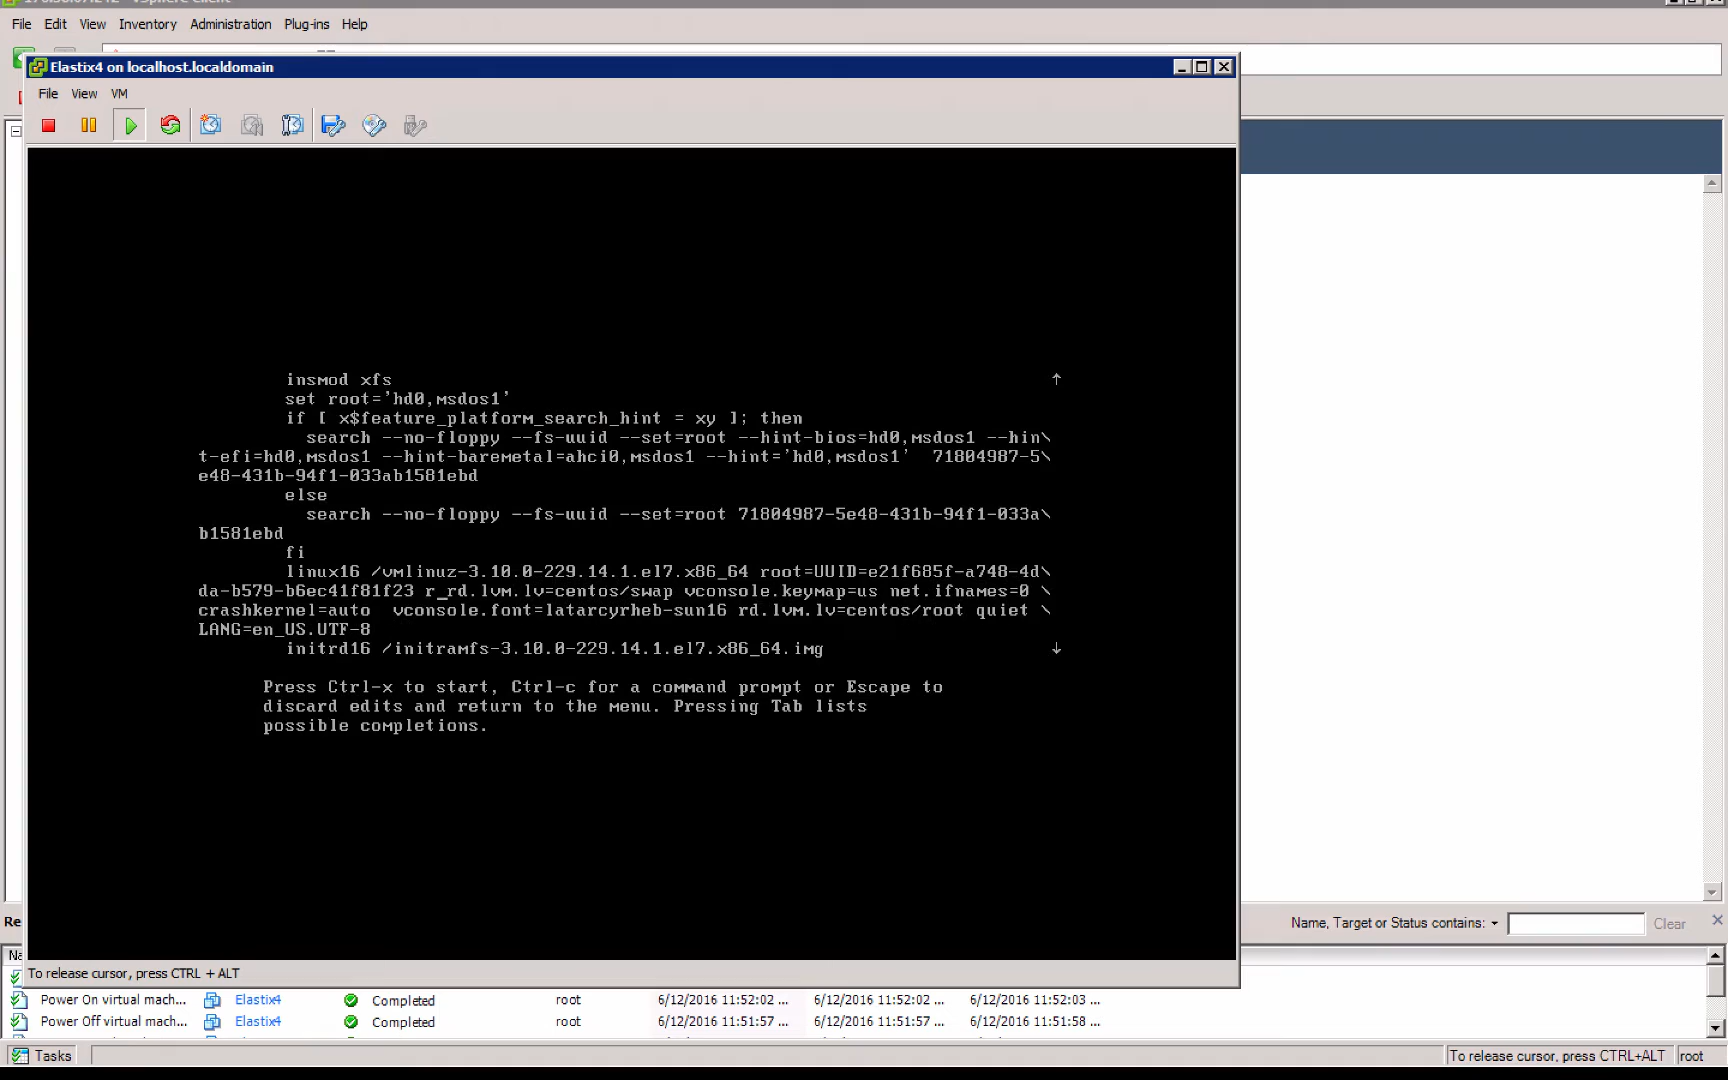 File Edit View Inventory Administration Plug-ins Help
Elastix4 on localhost.localdomain
File View VM
insmod xfs ↑
set root='hd0,msdos1'
if [ x$feature_platform_search_hint = xy ]; then
search --no-floppy --fs-uuid --set=root --hint-bios=hd0,msdos1 --hin\
t-efi=hd0,msdos1 --hint-baremetal=ahci0,msdos1 --hint='hd0,msdos1'  71804987-5\
e48-431b-94f1-033ab1581ebd
else
search --no-floppy --fs-uuid --set=root 71804987-5e48-431b-94f1-033a\
b1581ebd
fi
linux16 /vmlinuz-3.10.0-229.14.1.el7.x86_64 root=UUID=e21f685f-a748-4d\
da-b579-b6ec41f81f23 r_rd.lvm.lv=centos/swap vconsole.keymap=us net.ifnames=0 \
crashkernel=auto  vconsole.font=latarcyrheb-sun16 rd.lvm.lv=centos/root quiet \
LANG=en_US.UTF-8
initrd16 /initramfs-3.10.0-229.14.1.el7.x86_64.img ↓
Press Ctrl-x to start, Ctrl-c for a command prompt or Escape to
discard edits and return to the menu. Pressing Tab lists
possible completions.
Name, Target or Status contains: Clear
To release cursor, press CTRL + ALT
Power On virtual mach... Elastix4 Completed root 6/12/2016 11:52:02 ... 6/12/2016 11:52:02 ... 6/12/2016 11:52:03 ...
Power Off virtual mach... Elastix4 Completed root 6/12/2016 11:51:57 ... 6/12/2016 11:51:57 ... 6/12/2016 11:51:58 ...
Tasks To release cursor, press CTRL+ALT root